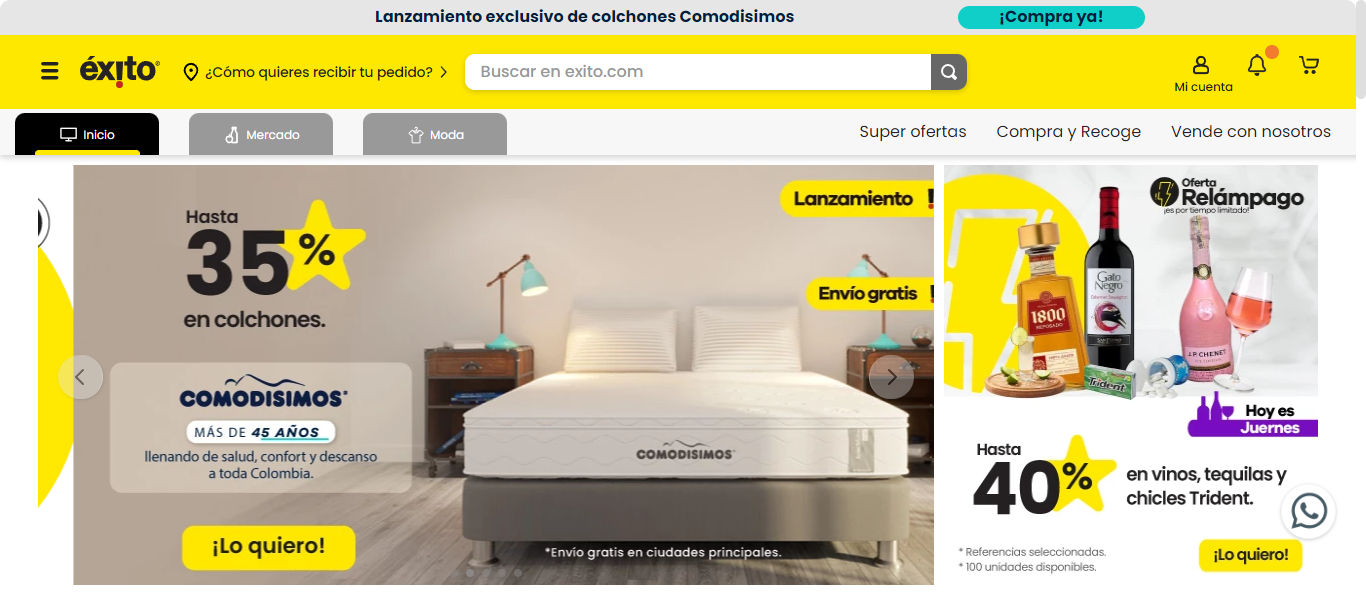 Lanzamiento exclusivo de colchones Comodisimos
¡Compra ya!
éxito
¿Cómo quieres recibir tu pedido?
Buscar en exito.com
Mi cuenta
Inicio
Mercado
Moda
Super ofertas
Compra y Recoge
Vende con nosotros
Lanzamiento
Hasta
35%
en colchones.
Envío gratis
COMODISIMOS
MÁS DE 45 AÑOS
llenando de salud, confort y descanso
a toda Colombia.
COMODISIMOS
¡Lo quiero!
*Envío gratis en ciudades principales.
Oferta
Relámpago
¡es por tiempo limitado!
Gato
Negro
Cabernet Sauvignon
1800
REPOSADO
J.P. CHENET
Trident
Hoy es
Juernes
Hasta
40%
en vinos, tequilas y
chicles Trident.
* Referencias seleccionadas.
* 100 unidades disponibles.
¡Lo quiero!